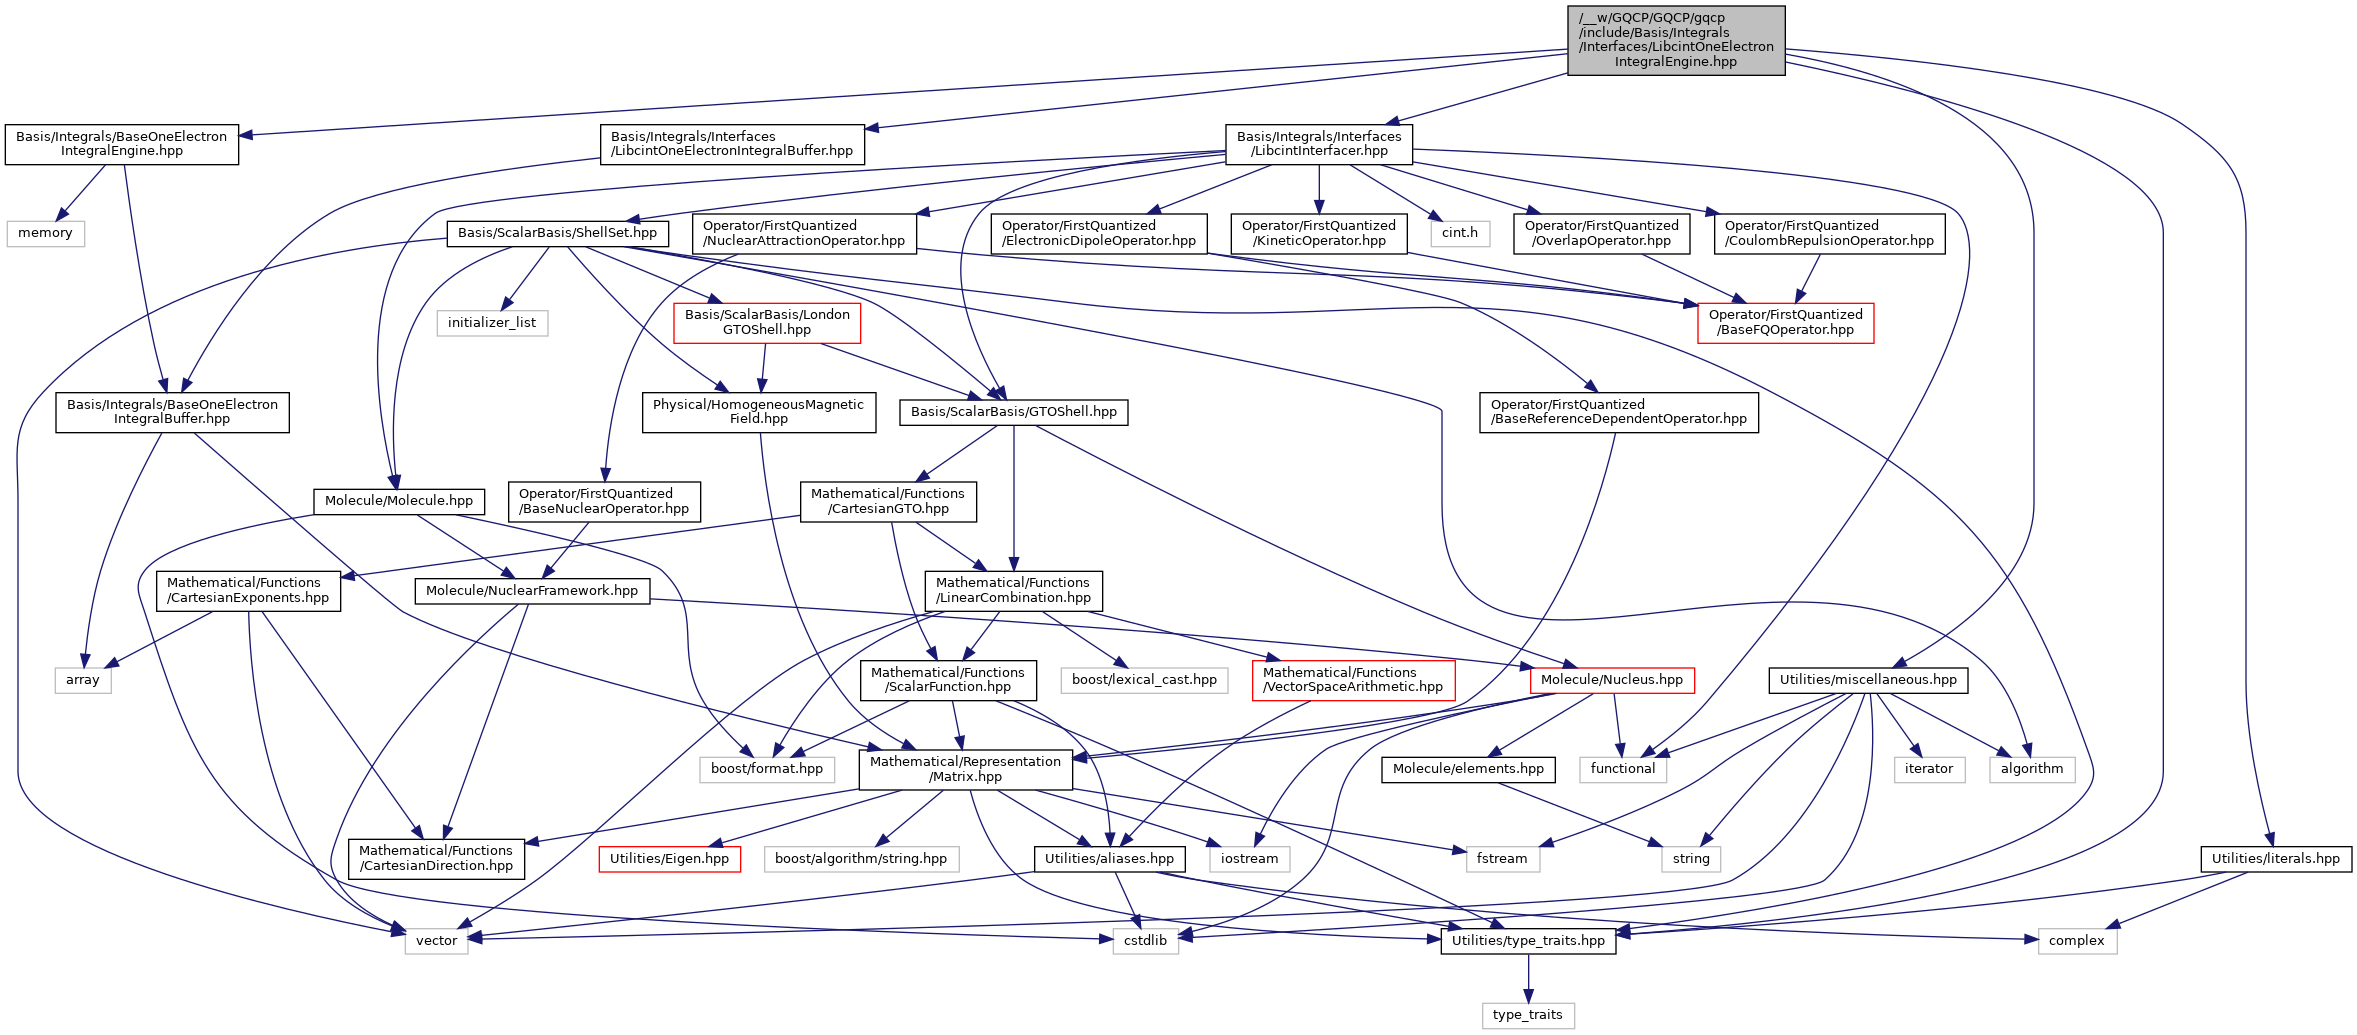 /__w/GQCP/GQCP/gqcp
/include/Basis/Integrals
/Interfaces/LibcintOneElectron
IntegralEngine.hpp
Basis/Integrals/BaseOneElectron
IntegralEngine.hpp
Basis/Integrals/Interfaces
/LibcintOneElectronIntegralBuffer.hpp
Basis/Integrals/Interfaces
/LibcintInterfacer.hpp
memory
Basis/ScalarBasis/ShellSet.hpp
Operator/FirstQuantized
/NuclearAttractionOperator.hpp
Operator/FirstQuantized
/ElectronicDipoleOperator.hpp
Operator/FirstQuantized
/KineticOperator.hpp
cint.h
Operator/FirstQuantized
/OverlapOperator.hpp
Operator/FirstQuantized
/CoulombRepulsionOperator.hpp
initializer_list
Basis/ScalarBasis/London
GTOShell.hpp
Operator/FirstQuantized
/BaseFQOperator.hpp
Basis/Integrals/BaseOneElectron
IntegralBuffer.hpp
Physical/HomogeneousMagnetic
Field.hpp
Basis/ScalarBasis/GTOShell.hpp
Operator/FirstQuantized
/BaseReferenceDependentOperator.hpp
Molecule/Molecule.hpp
Operator/FirstQuantized
/BaseNuclearOperator.hpp
Mathematical/Functions
/CartesianGTO.hpp
Mathematical/Functions
/CartesianExponents.hpp
Molecule/NuclearFramework.hpp
Mathematical/Functions
/LinearCombination.hpp
array
Mathematical/Functions
/ScalarFunction.hpp
boost/lexical_cast.hpp
Mathematical/Functions
/VectorSpaceArithmetic.hpp
Molecule/Nucleus.hpp
Utilities/miscellaneous.hpp
boost/format.hpp
Mathematical/Representation
/Matrix.hpp
Molecule/elements.hpp
functional
iterator
algorithm
Mathematical/Functions
/CartesianDirection.hpp
Utilities/Eigen.hpp
boost/algorithm/string.hpp
Utilities/aliases.hpp
iostream
fstream
string
Utilities/literals.hpp
vector
cstdlib
Utilities/type_traits.hpp
complex
type_traits